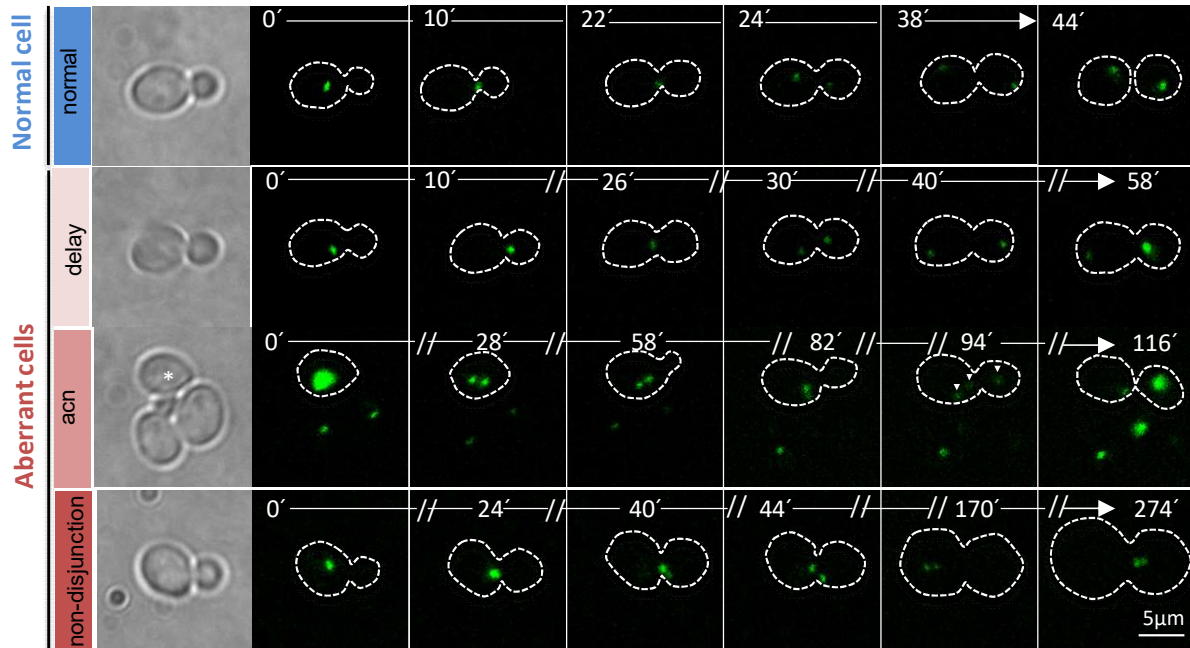 Normal cell
normal
0´ 10´ 22´ 24´ 38´ 44´
Aberrant cells
delay
0´ 10´ // 26´ // 30´ // 40´ // 58´
acn
*
0´ // 28´ 58´ // 82´ // 94´ // 116´
non-disjunction
0´ // 24´ // 40´ // 44´ // // 170´ // 274´
5µm